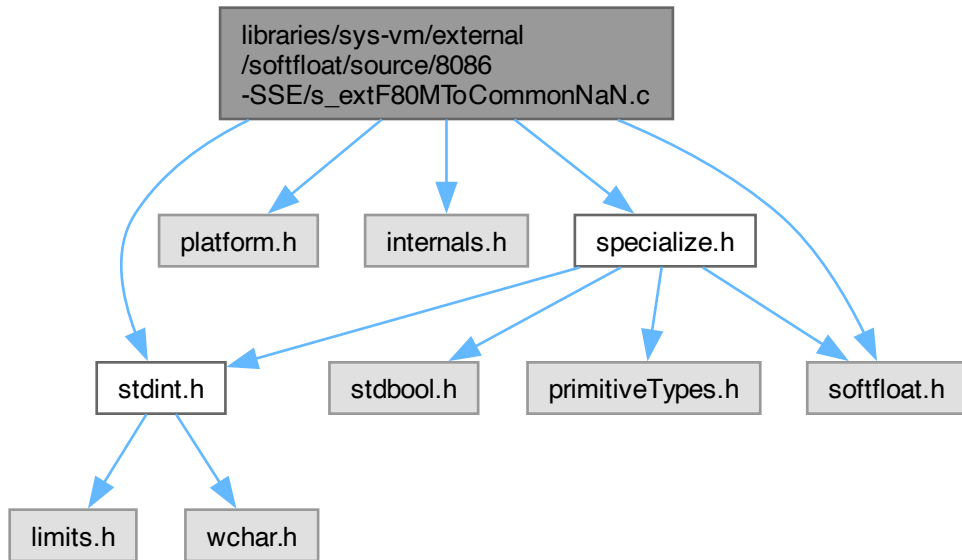 libraries/sys-vm/external
/softfloat/source/8086
-SSE/s_extF80MToCommonNaN.c
platform.h
internals.h
specialize.h
stdint.h
stdbool.h
primitiveTypes.h
softfloat.h
limits.h
wchar.h